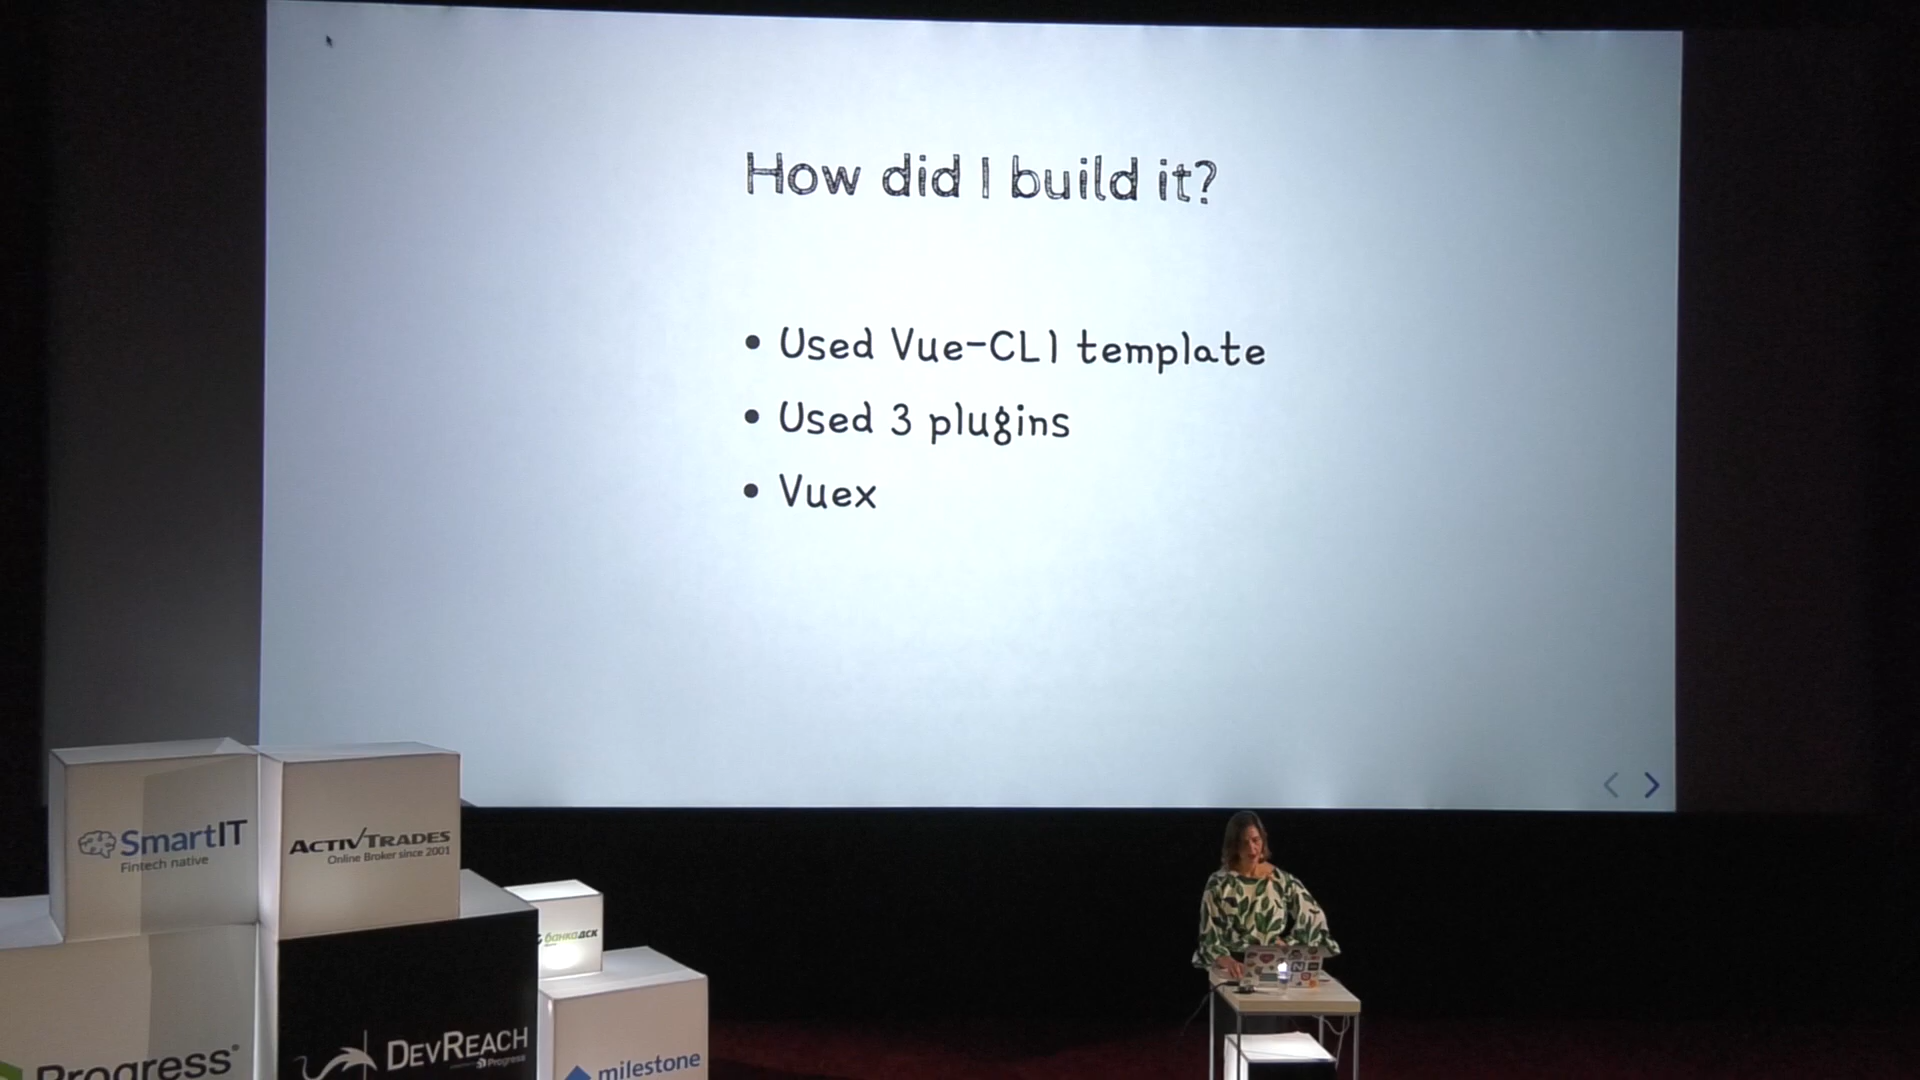 How did I build it?
• Used Vue-CLI template
• Used 3 plugins
• Vuex
SmartIT
Fintech native
ACTIVTRADES
Online Broker since 2001
банкадск
DEVREACH
Progress
Progress
milestone